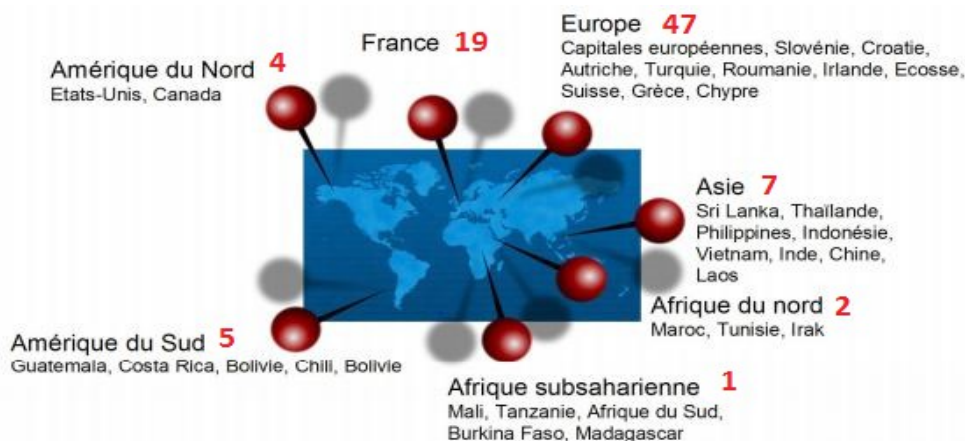 Europe 47
Capitales européennes, Slovénie, Croatie,
Autriche, Turquie, Roumanie, Irlande, Ecosse,
Suisse, Grèce, Chypre
France 19
Amérique du Nord 4
Etats-Unis, Canada
Asie 7
Sri Lanka, Thaïlande,
Philippines, Indonésie,
Vietnam, Inde, Chine,
Laos
Afrique du nord 2
Maroc, Tunisie, Irak
Amérique du Sud 5
Guatemala, Costa Rica, Bolivie, Chili, Bolivie
Afrique subsaharienne 1
Mali, Tanzanie, Afrique du Sud,
Burkina Faso, Madagascar